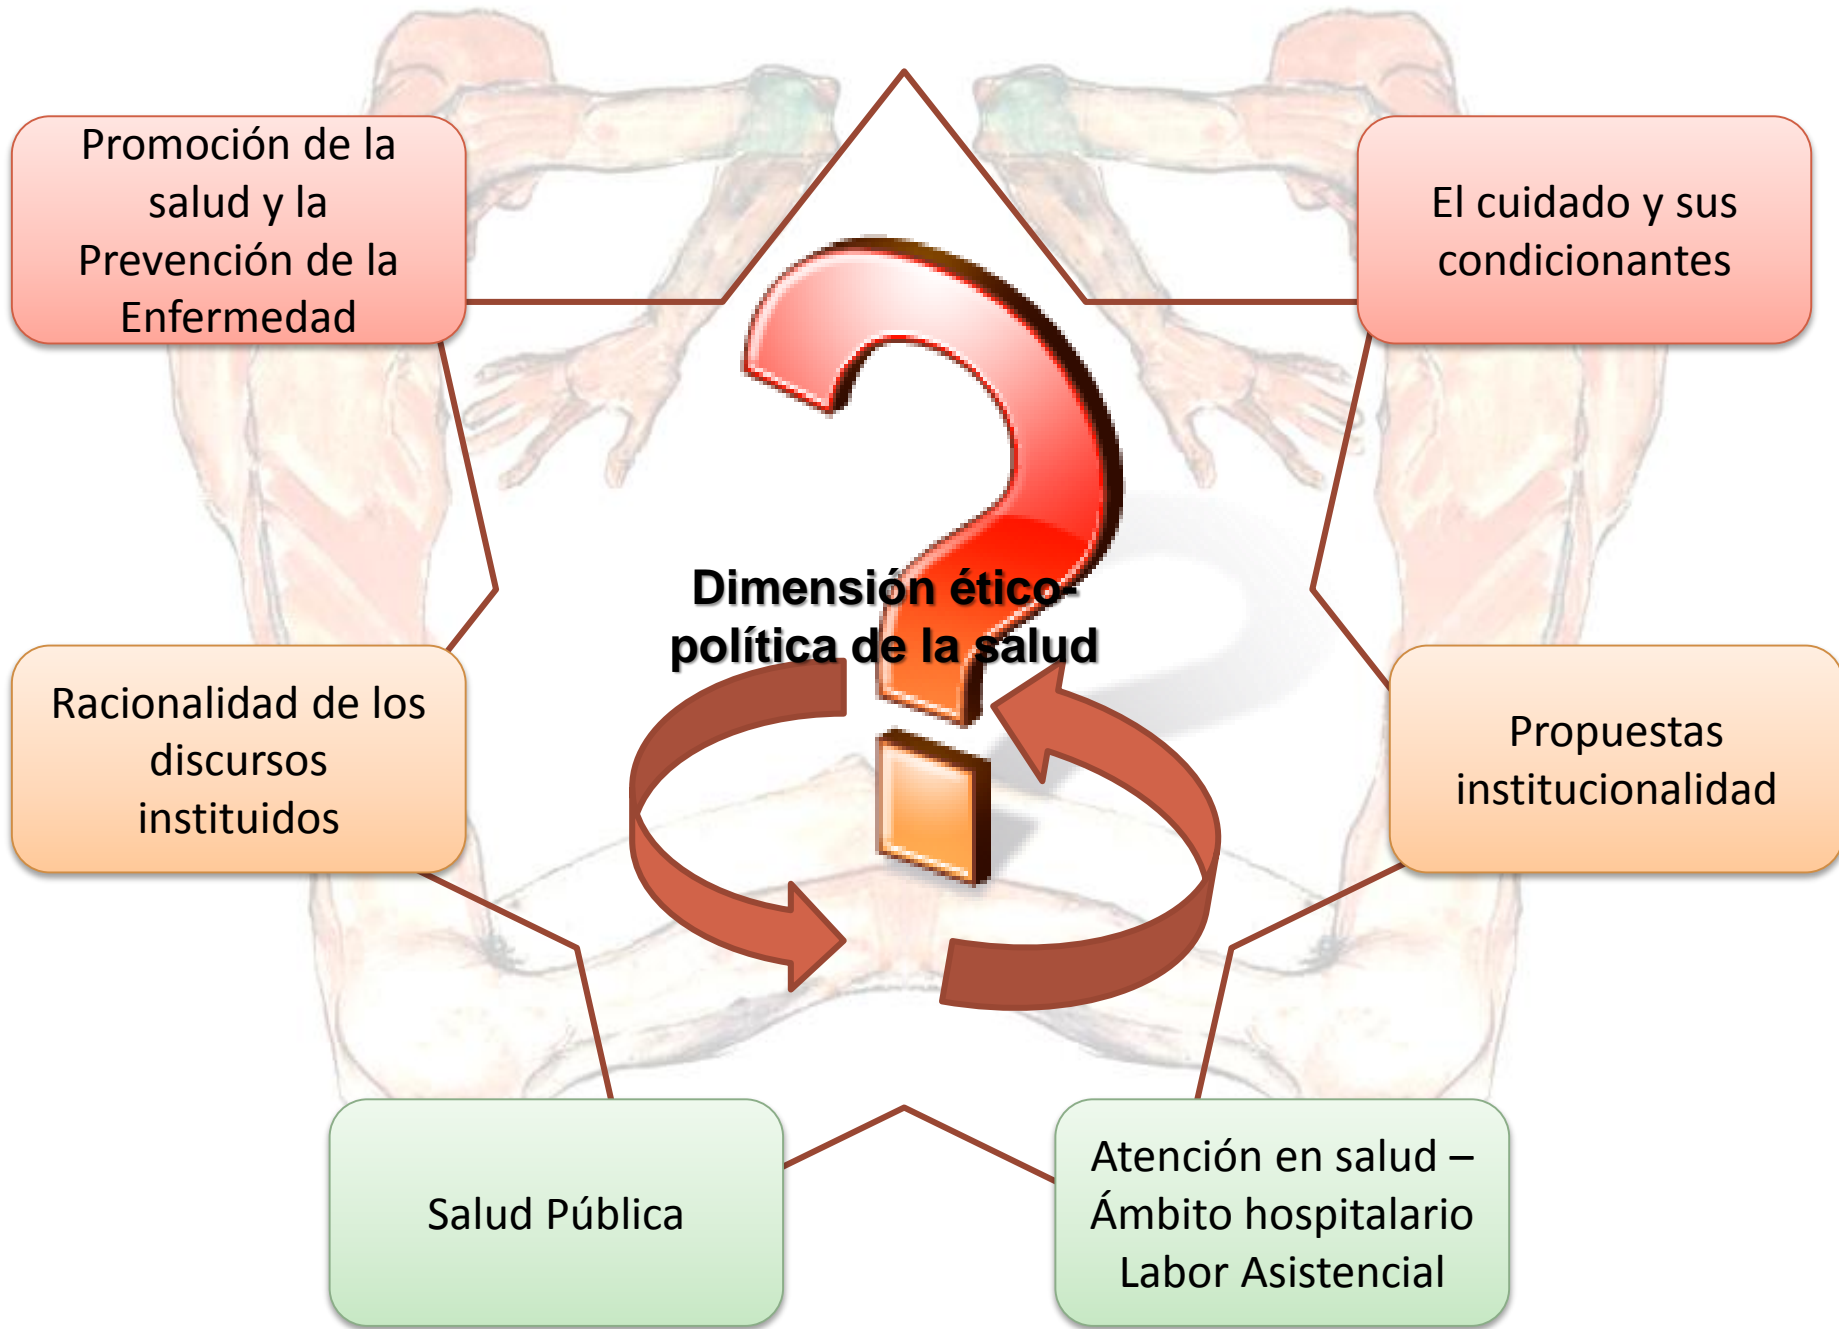 Promoción de la
salud y la
Prevención de la
Enfermedad
El cuidado y sus
condicionantes
Dimensión ético-
política de la salud
Racionalidad de los
discursos
instituidos
Propuestas
institucionalidad
Salud Pública
Atención en salud –
Ámbito hospitalario
Labor Asistencial